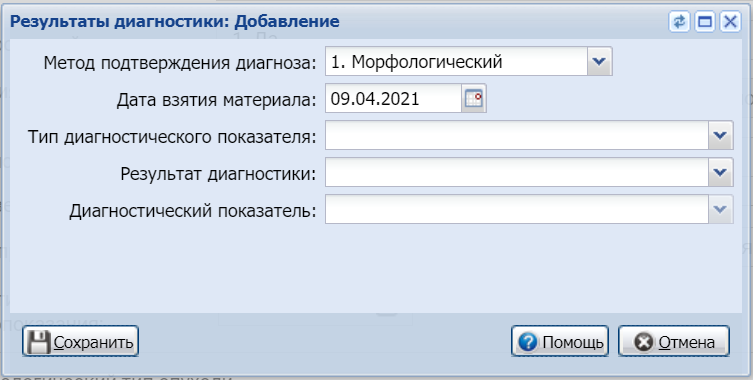 Результаты диагностики: Добавление
Метод подтверждения диагноза: 1. Морфологический
Дата взятия материала: 09.04.2021
Тип диагностического показателя:
Результат диагностики:
Диагностический показатель:
Сохранить Помощь Отмена